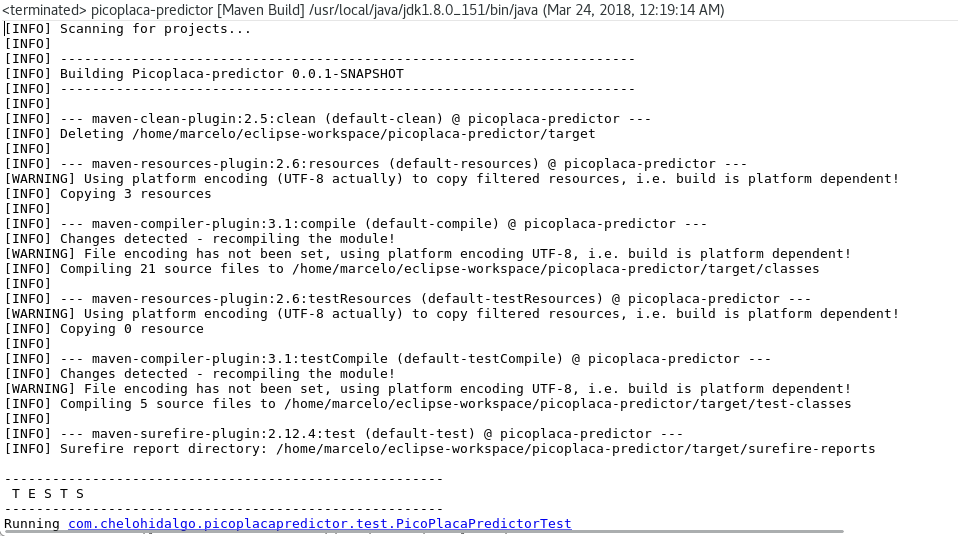 <terminated> picoplaca-predictor [Maven Build] /usr/local/java/jdk1.8.0_151/bin/java (Mar 24, 2018, 12:19:14 AM)
[INFO] Scanning for projects...
[INFO]
[INFO] ------------------------------------------------------------------------
[INFO] Building Picoplaca-predictor 0.0.1-SNAPSHOT
[INFO] ------------------------------------------------------------------------
[INFO]
[INFO] --- maven-clean-plugin:2.5:clean (default-clean) @ picoplaca-predictor ---
[INFO] Deleting /home/marcelo/eclipse-workspace/picoplaca-predictor/target
[INFO]
[INFO] --- maven-resources-plugin:2.6:resources (default-resources) @ picoplaca-predictor ---
[WARNING] Using platform encoding (UTF-8 actually) to copy filtered resources, i.e. build is platform dependent!
[INFO] Copying 3 resources
[INFO]
[INFO] --- maven-compiler-plugin:3.1:compile (default-compile) @ picoplaca-predictor ---
[INFO] Changes detected - recompiling the module!
[WARNING] File encoding has not been set, using platform encoding UTF-8, i.e. build is platform dependent!
[INFO] Compiling 21 source files to /home/marcelo/eclipse-workspace/picoplaca-predictor/target/classes
[INFO]
[INFO] --- maven-resources-plugin:2.6:testResources (default-testResources) @ picoplaca-predictor ---
[WARNING] Using platform encoding (UTF-8 actually) to copy filtered resources, i.e. build is platform dependent!
[INFO] Copying 0 resource
[INFO]
[INFO] --- maven-compiler-plugin:3.1:testCompile (default-testCompile) @ picoplaca-predictor ---
[INFO] Changes detected - recompiling the module!
[WARNING] File encoding has not been set, using platform encoding UTF-8, i.e. build is platform dependent!
[INFO] Compiling 5 source files to /home/marcelo/eclipse-workspace/picoplaca-predictor/target/test-classes
[INFO]
[INFO] --- maven-surefire-plugin:2.12.4:test (default-test) @ picoplaca-predictor ---
[INFO] Surefire report directory: /home/marcelo/eclipse-workspace/picoplaca-predictor/target/surefire-reports
-------------------------------------------------------
T E S T S
-------------------------------------------------------
Running com.chelohidalgo.picoplacapredictor.test.PicoPlacaPredictorTest